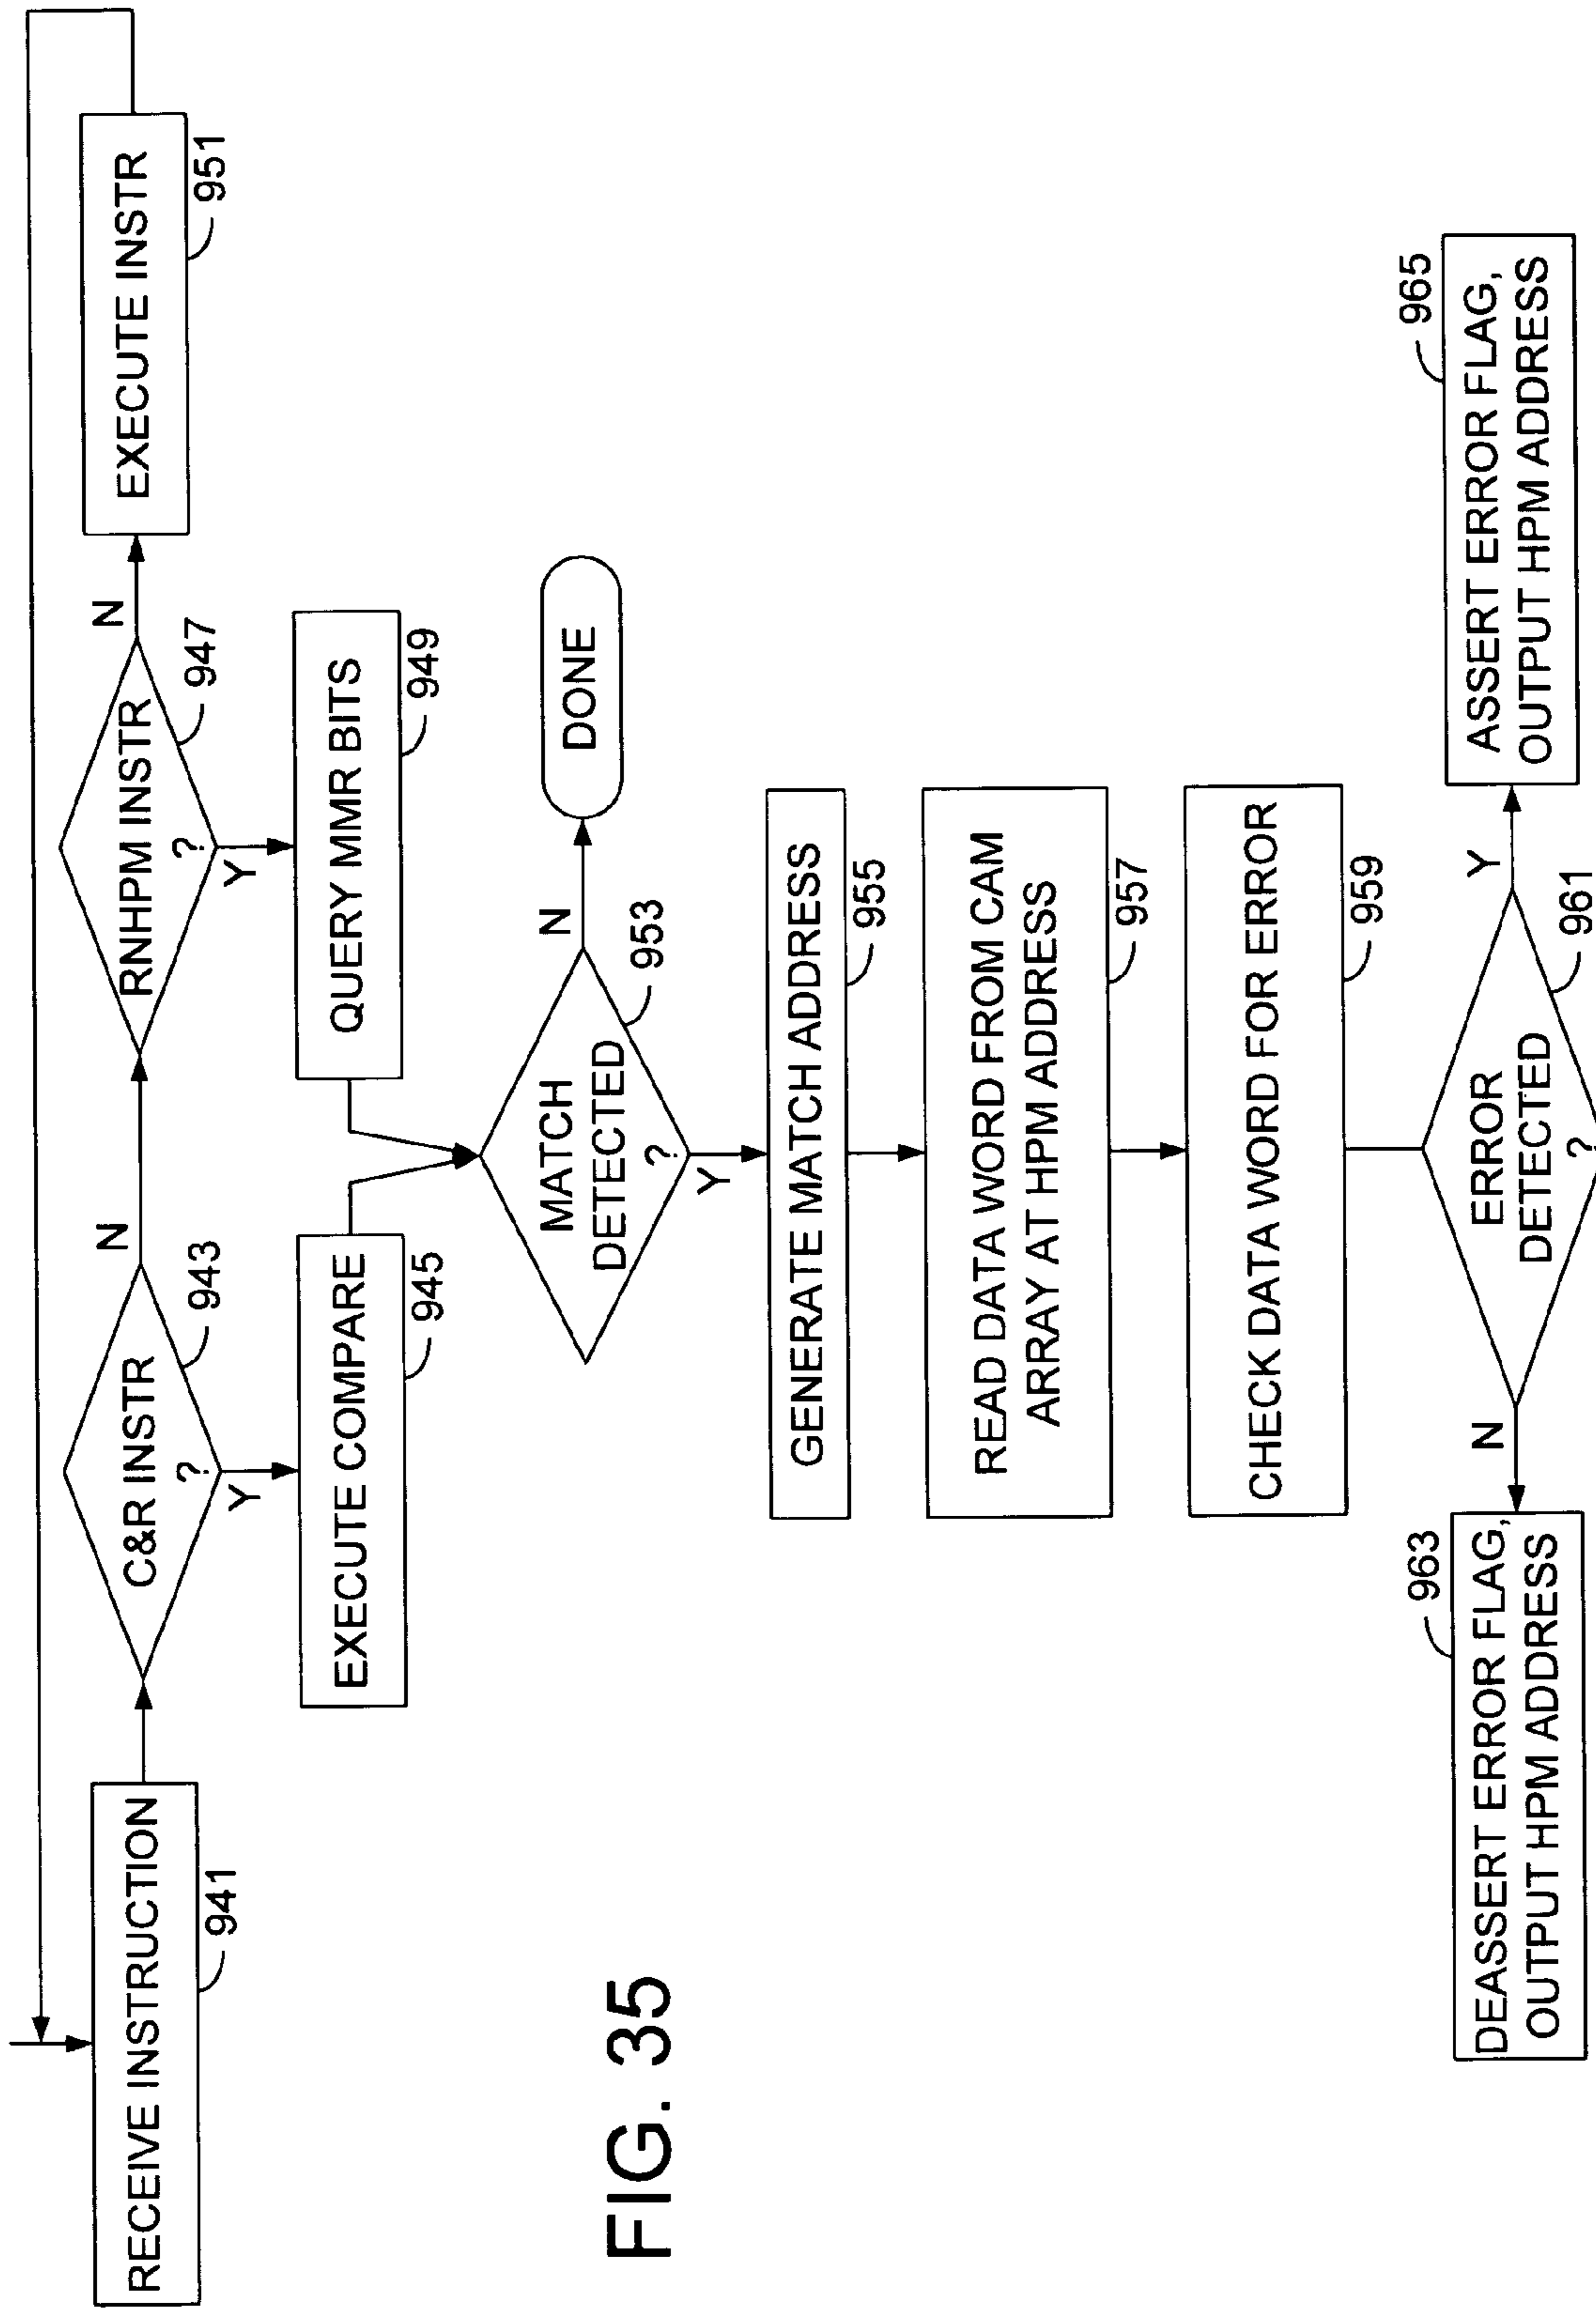 RECEIVE INSTRUCTION
941
C&R INSTR
?
943
N
Y
RNHPM INSTR
?
947
N
Y
EXECUTE INSTR
951
EXECUTE COMPARE
945
QUERY MMR BITS
949
MATCH
DETECTED
?
953
N
Y
DONE
GENERATE MATCH ADDRESS
955
READ DATA WORD FROM CAM
ARRAY AT HPM ADDRESS
957
CHECK DATA WORD FOR ERROR
959
ERROR
DETECTED
?
961
N
Y
963
DEASSERT ERROR FLAG,
OUTPUT HPM ADDRESS
965
ASSERT ERROR FLAG,
OUTPUT HPM ADDRESS
FIG. 35